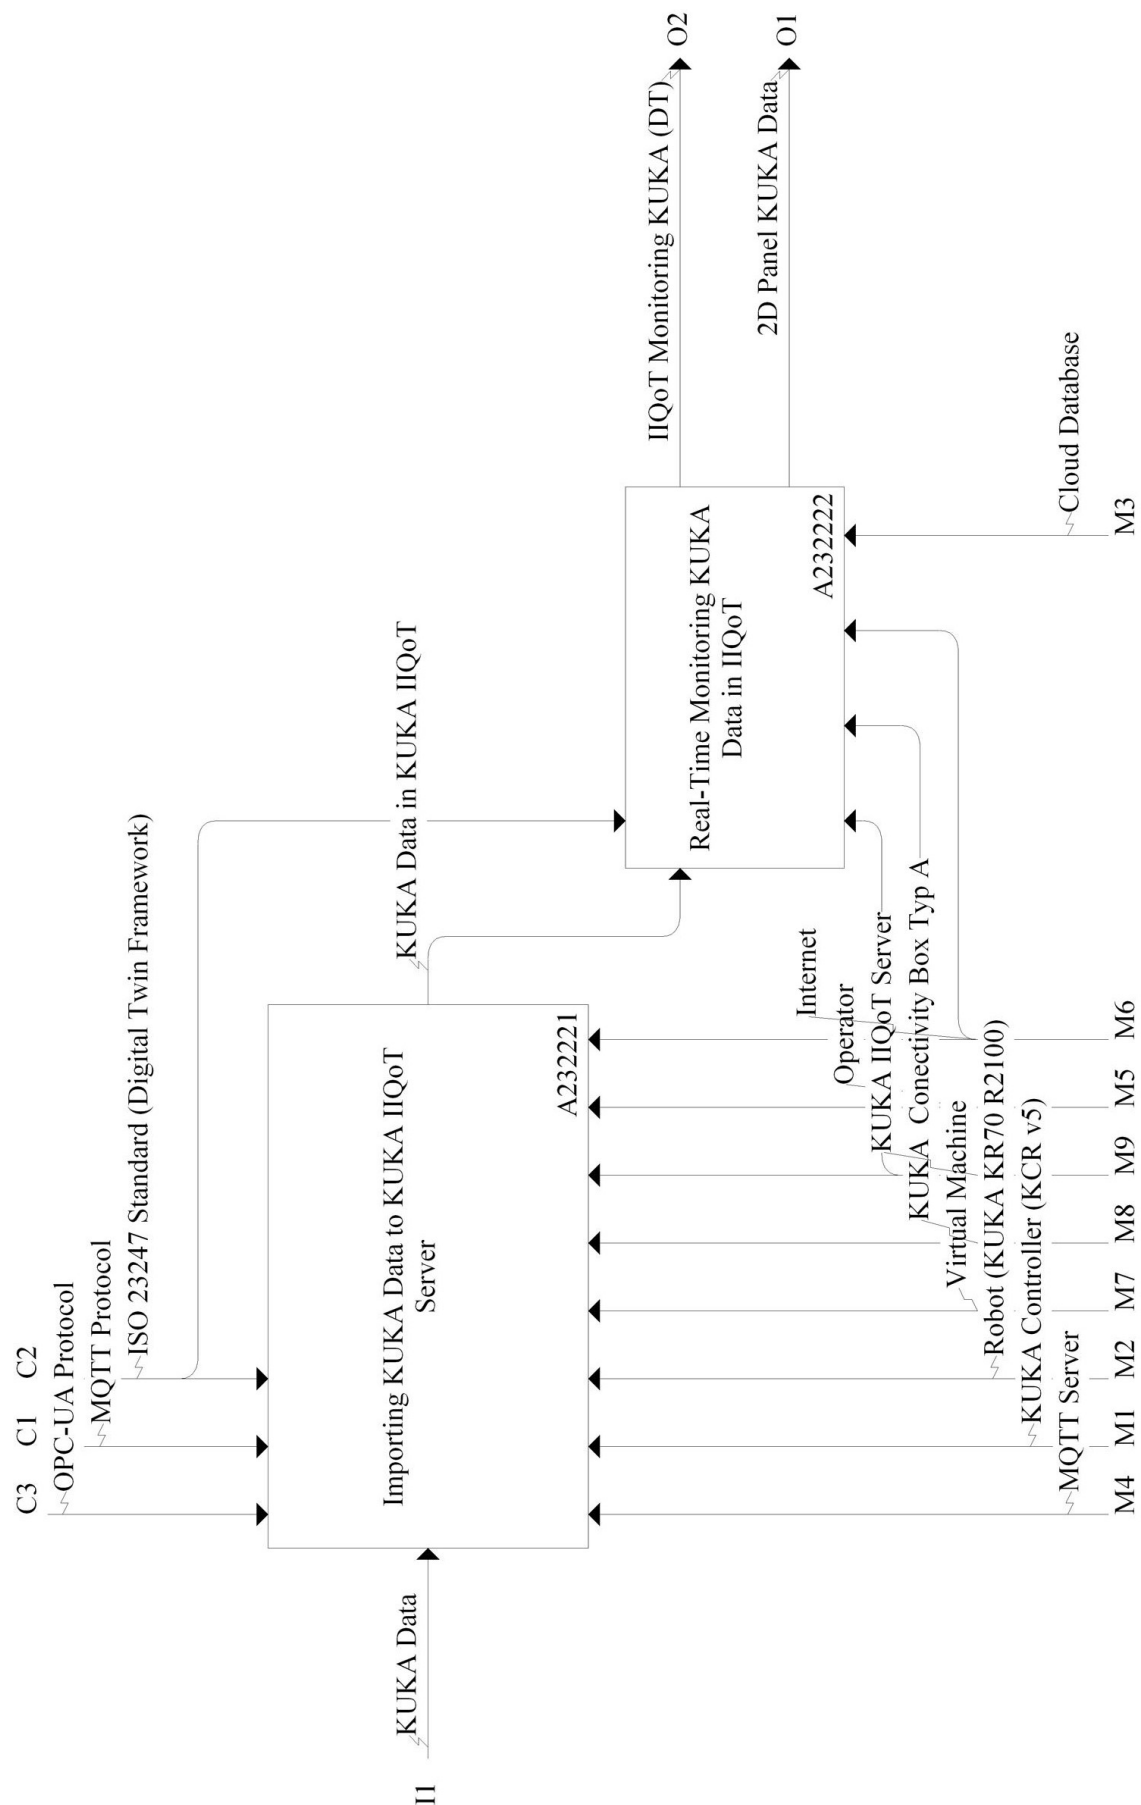 C3
C1
C2
OPC-UA Protocol
MQTT Protocol
ISO 23247 Standard (Digital Twin Framework)
I1
KUKA Data
Importing KUKA Data to KUKA IIQoT
Server
A232221
KUKA Data in KUKA IIQoT
Real-Time Monitoring KUKA
Data in IIQoT
A232222
IIQoT Monitoring KUKA (DT)
O2
2D Panel KUKA Data
O1
Internet
Operator
KUKA IIQoT Server
KUKA Conectivity Box Typ A
Virtual Machine
Robot (KUKA KR70 R2100)
KUKA Controller (KCR v5)
MQTT Server
Cloud Database
M4
M1
M2
M7
M8
M9
M5
M6
M3